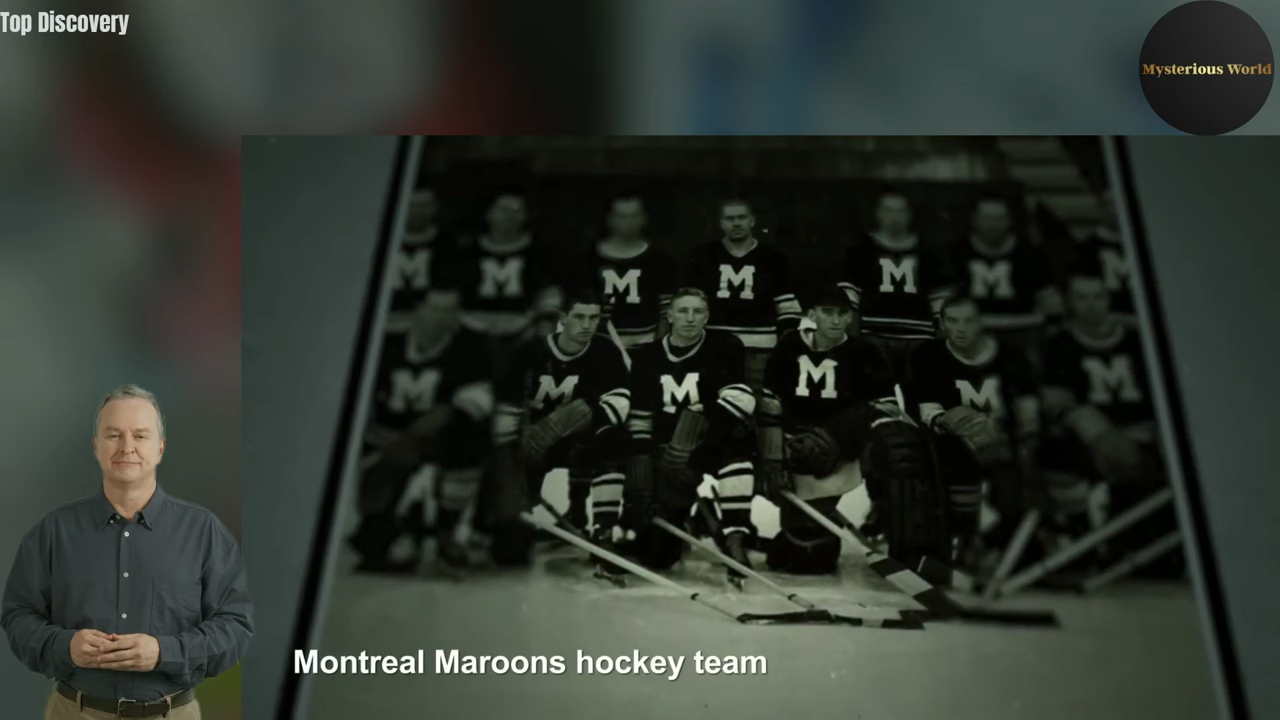 Top Discovery
Mysterious World
M M M M M M M
M M M M M M
Montreal Maroons hockey team